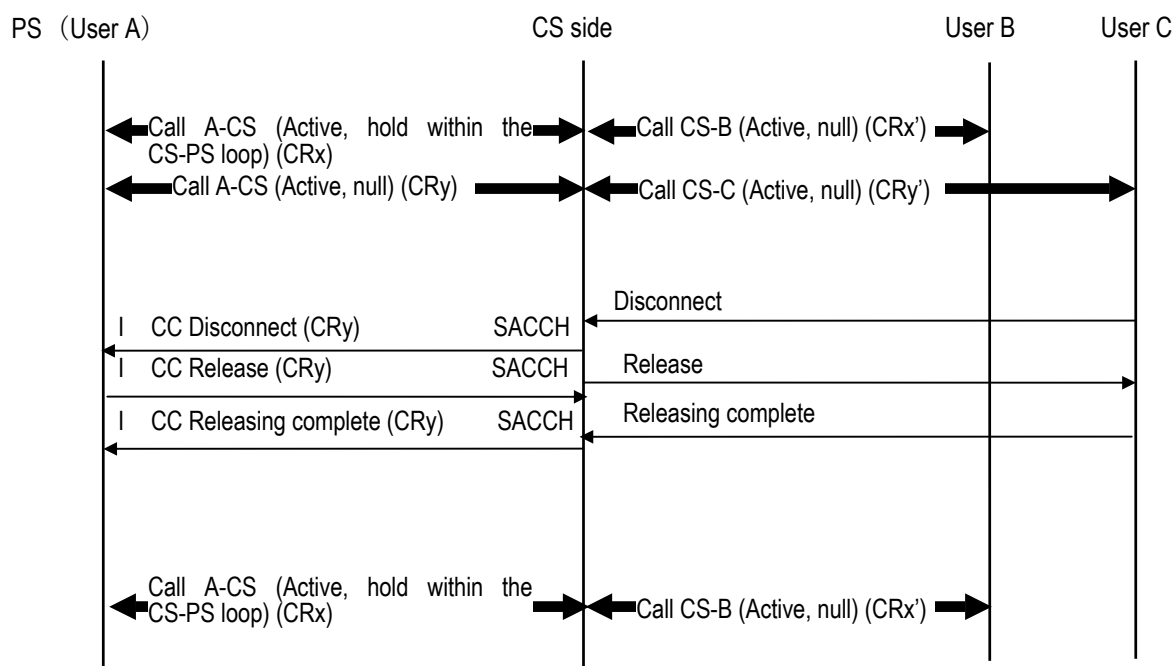 PS （User A）
CS side
User B
User C
Call A-CS (Active, hold within the
CS-PS loop) (CRx)
Call CS-B (Active, null) (CRx’)
Call A-CS (Active, null) (CRy)
Call CS-C (Active, null) (CRy’)
Disconnect
I CC Disconnect (CRy) SACCH
I CC Release (CRy) SACCH
Release
I CC Releasing complete (CRy) SACCH
Releasing complete
Call A-CS (Active, hold within the
CS-PS loop) (CRx)
Call CS-B (Active, null) (CRx’)